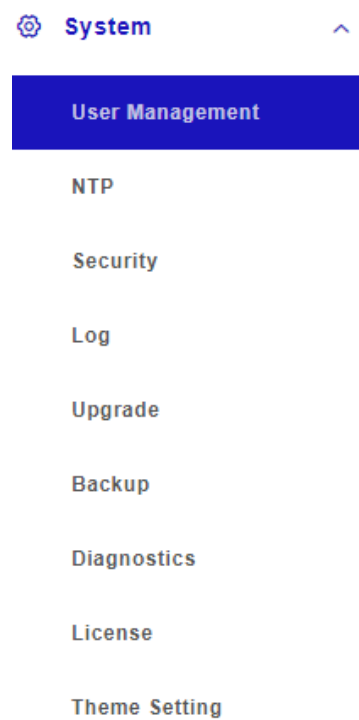 System
User Management
NTP
Security
Log
Upgrade
Backup
Diagnostics
License
Theme Setting